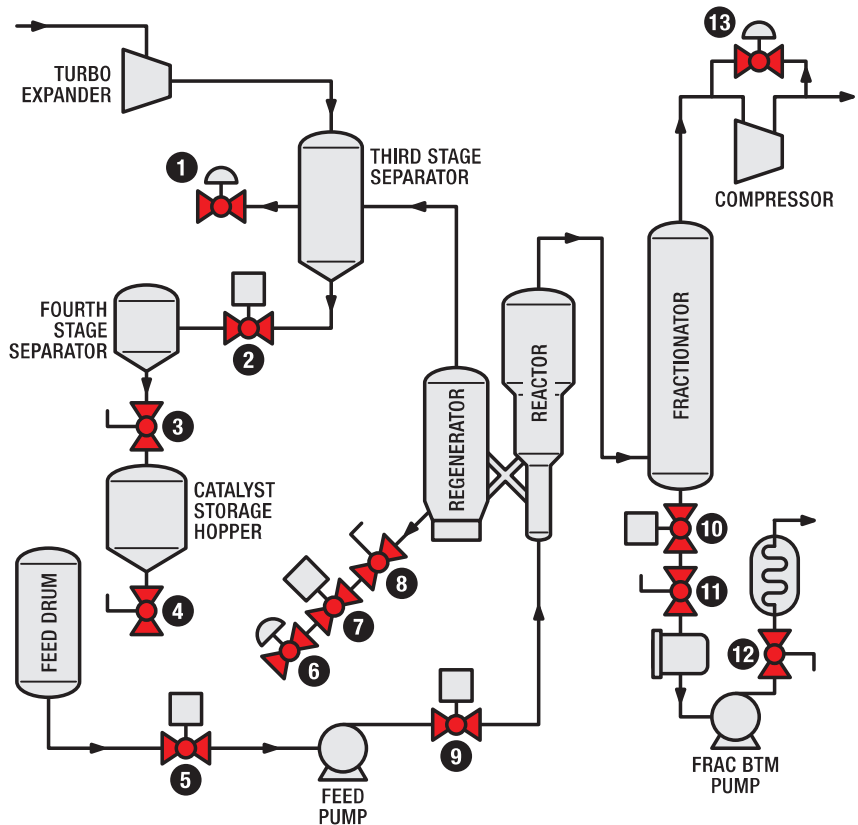 13
TURBO
EXPANDER
1
THIRD STAGE
SEPARATOR
COMPRESSOR
FOURTH
STAGE
SEPARATOR
2
REACTOR
FRACTIONATOR
3
REGENERATOR
CATALYST
STORAGE
HOPPER
10
8
11
4
FEED DRUM
7
6
12
9
5
FEED
PUMP
FRAC BTM
PUMP